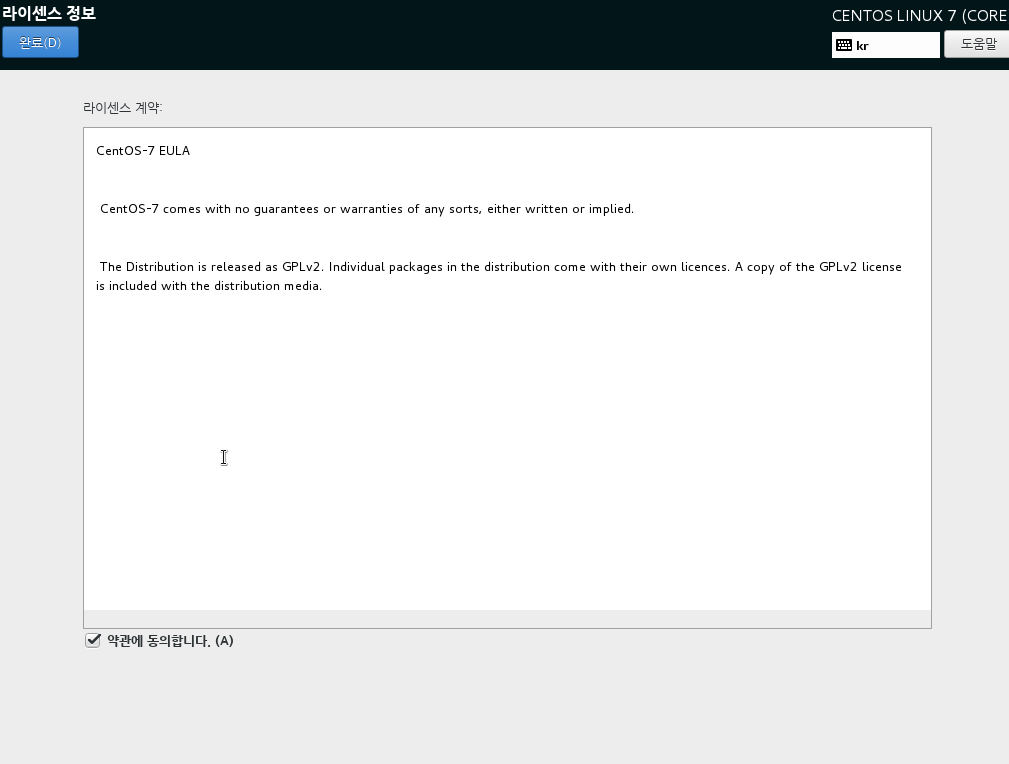 라이센스 정보
CENTOS LINUX 7 (CORE
완료(D)
kr
도움말
라이센스 계약:
CentOS-7 EULA
CentOS-7 comes with no guarantees or warranties of any sorts, either written or implied.
The Distribution is released as GPLv2. Individual packages in the distribution come with their own licences. A copy of the GPLv2 license
is included with the distribution media.
약관에 동의합니다. (A)